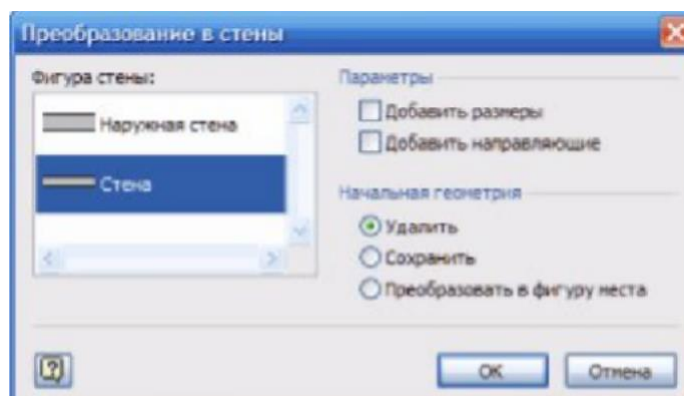 Преобразование в стены
Фигура стены:
Наружная стена
Стена
Параметры
Добавить размеры
Добавить направляющие
Начальная геометрия
Удалить
Сохранить
Преобразовать в фигуру места
?
ОК
Отмена